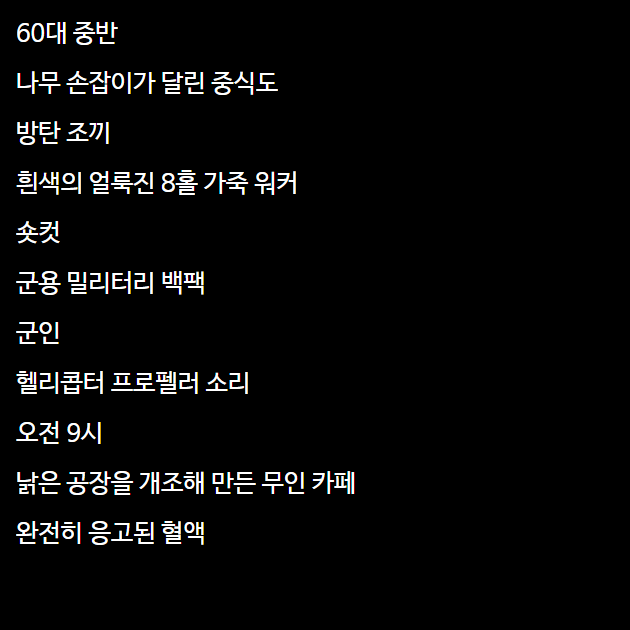 60대 중반
나무 손잡이가 달린 중식도
방탄 조끼
흰색의 얼룩진 8홀 가죽 워커
숏컷
군용 밀리터리 백팩
군인
헬리콥터 프로펠러 소리
오전 9시
낡은 공장을 개조해 만든 무인 카페
완전히 응고된 혈액